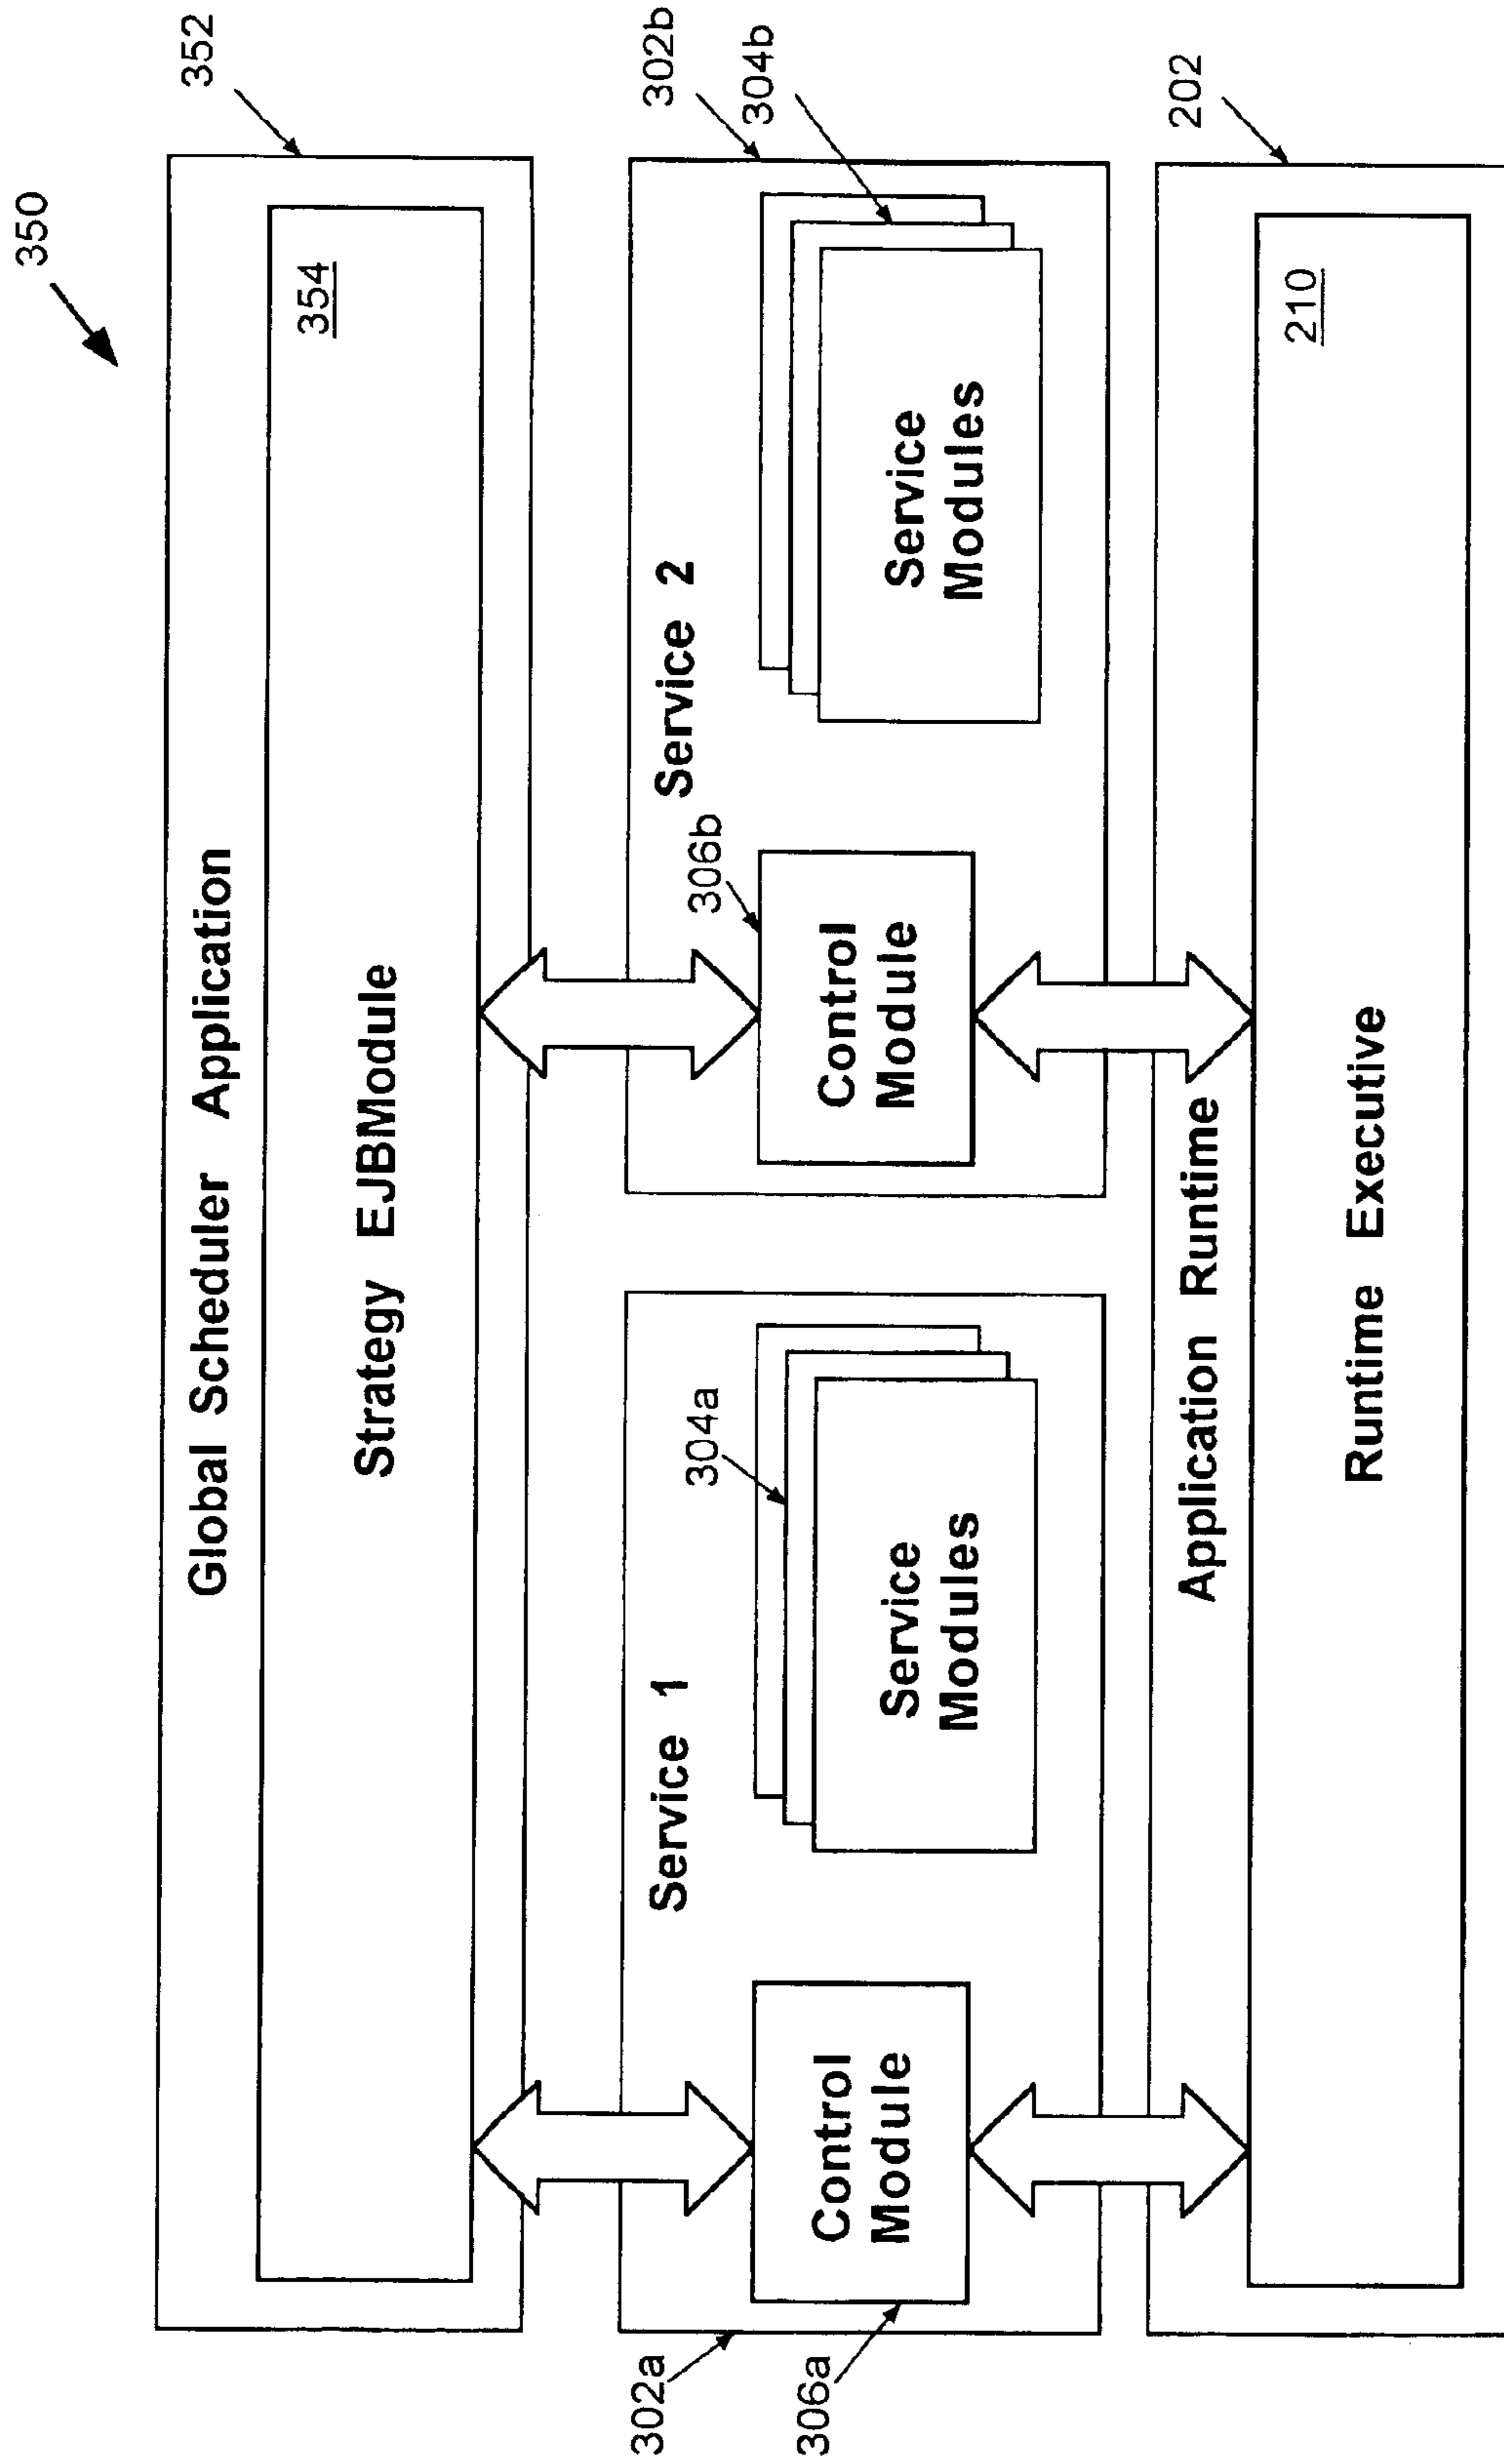 350
352
Global Scheduler Application
354
Strategy EJBModule
302a
302b
Service 1
Service 2
304a
304b
306a
306b
Control
Module
Service
Modules
Control
Module
Service
Modules
202
Application Runtime
210
Runtime Executive